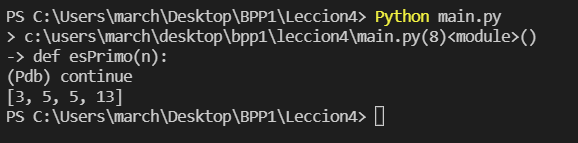 PS C:\Users\march\Desktop\BPP1\Leccion4> Python main.py
> c:\users\march\desktop\bpp1\leccion4\main.py(8)<module>()
-> def esPrimo(n):
(Pdb) continue
[3, 5, 5, 13]
PS C:\Users\march\Desktop\BPP1\Leccion4>